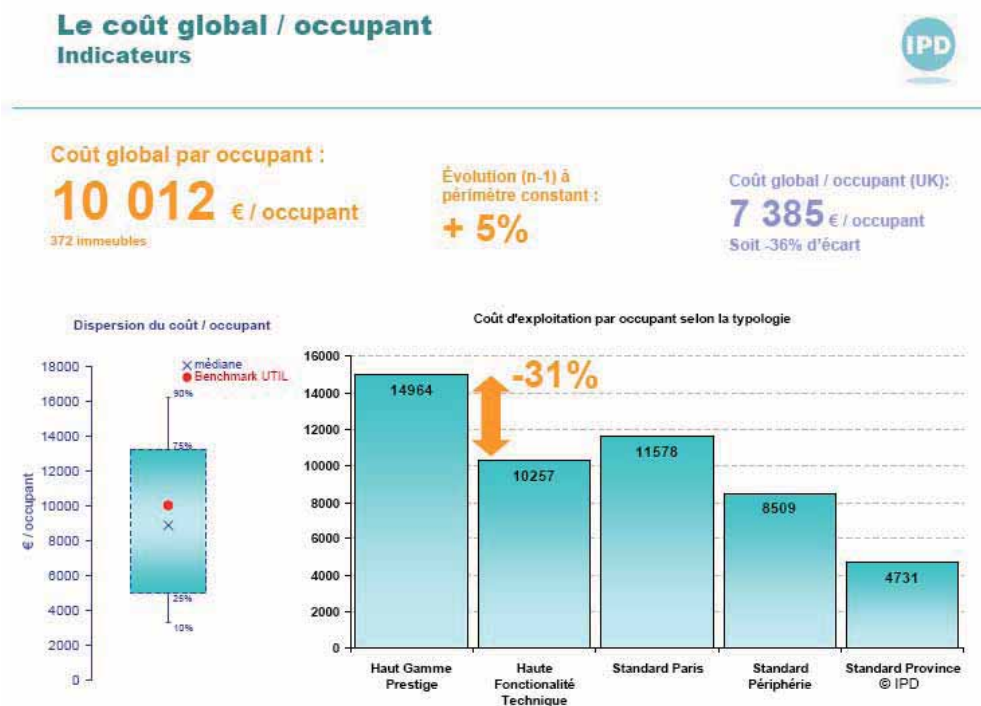 Le coût global / occupant
Indicateurs
IPD
Coût global par occupant :
10 012 € / occupant
372 immeubles
Évolution (n-1) à
périmètre constant :
+ 5%
Coût global / occupant (UK):
7 385 € / occupant
Soit -36% d'écart
Dispersion du coût / occupant
médiane
Benchmark UTIL
€ / occupant
18000
16000
14000
12000
10000
8000
6000
4000
2000
0
90%
75%
25%
10%
Coût d'exploitation par occupant selon la typologie
16000
14000
12000
10000
8000
6000
4000
2000
0
-31%
14964
10257
11578
8509
4731
Haut Gamme
Prestige
Haute
Fonctionalité
Technique
Standard Paris
Standard
Périphérie
Standard Province
© IPD